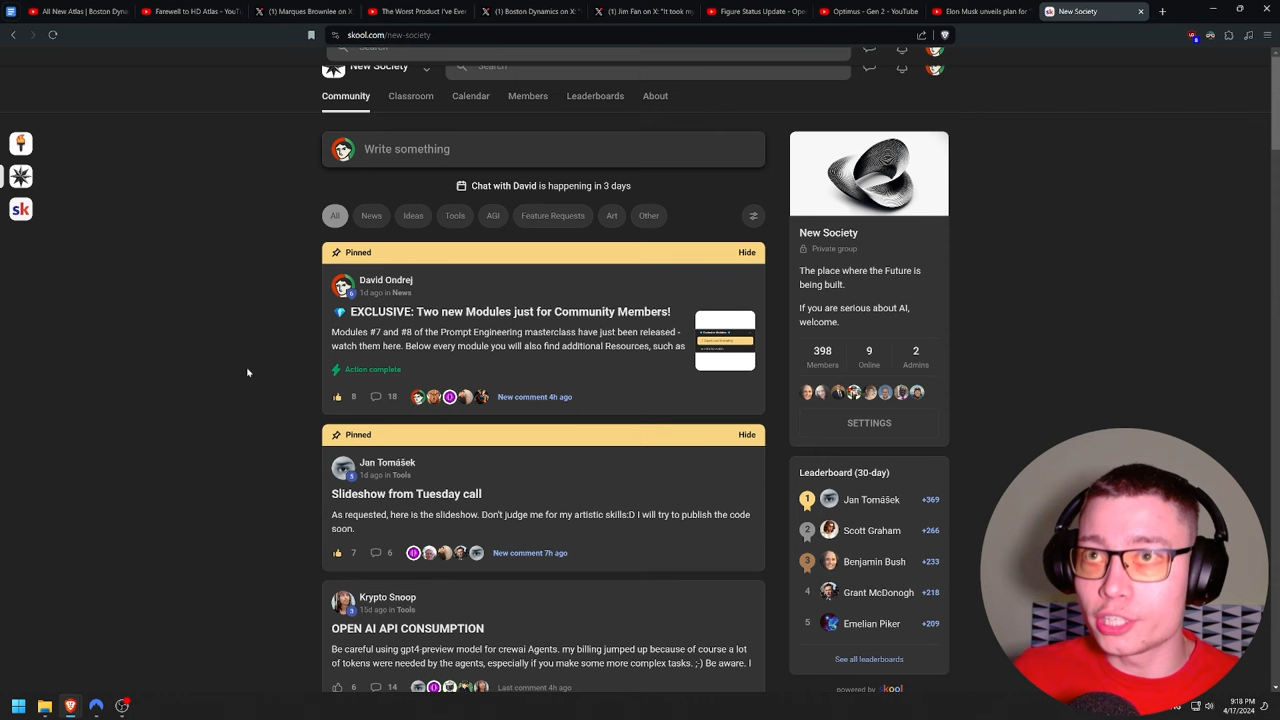 All New Atlas | Boston Dyna
Farewell to HD Atlas - YouTu
(1) Marques Brownlee on X:
The Worst Product I've Ever
(1) Boston Dynamics on X: "
(1) Jim Fan on X: "It took my
Figure Status Update - Ope
Optimus - Gen 2 - YouTube
Elon Musk unveils plan for
New Society
skool.com/new-society
Search
New Society
Search
Community
Classroom
Calendar
Members
Leaderboards
About
Write something
Chat with David is happening in 3 days
All
News
Ideas
Tools
AGI
Feature Requests
Art
Other
Pinned
Hide
David Ondrej
6
1d ago in News
EXCLUSIVE: Two new Modules just for Community Members!
Modules #7 and #8 of the Prompt Engineering masterclass have just been released -
watch them here. Below every module you will also find additional Resources, such as
Action complete
8
18
New comment 4h ago
Pinned
Hide
Jan Tomášek
5
1d ago in Tools
Slideshow from Tuesday call
As requested, here is the slideshow. Don't judge me for my artistic skills:D I will try to publish the code
soon.
7
6
New comment 7h ago
Krypto Snoop
3
15d ago in Tools
OPEN AI API CONSUMPTION
Be careful using gpt4-preview model for crewai Agents. my billing jumped up because of course a lot
of tokens were needed by the agents, especially if you make some more complex tasks. ;-) Be aware. I
6
14
Last comment 4h ago
sk
New Society
Private group
The place where the Future is
being built.
If you are serious about AI,
welcome.
398
Members
9
Online
2
Admins
SETTINGS
Leaderboard (30-day)
1
Jan Tomášek
+369
2
Scott Graham
+266
3
Benjamin Bush
+233
4
Grant McDonogh
+218
5
Emelian Piker
+209
See all leaderboards
powered by skool
9:18 PM
4/17/2024